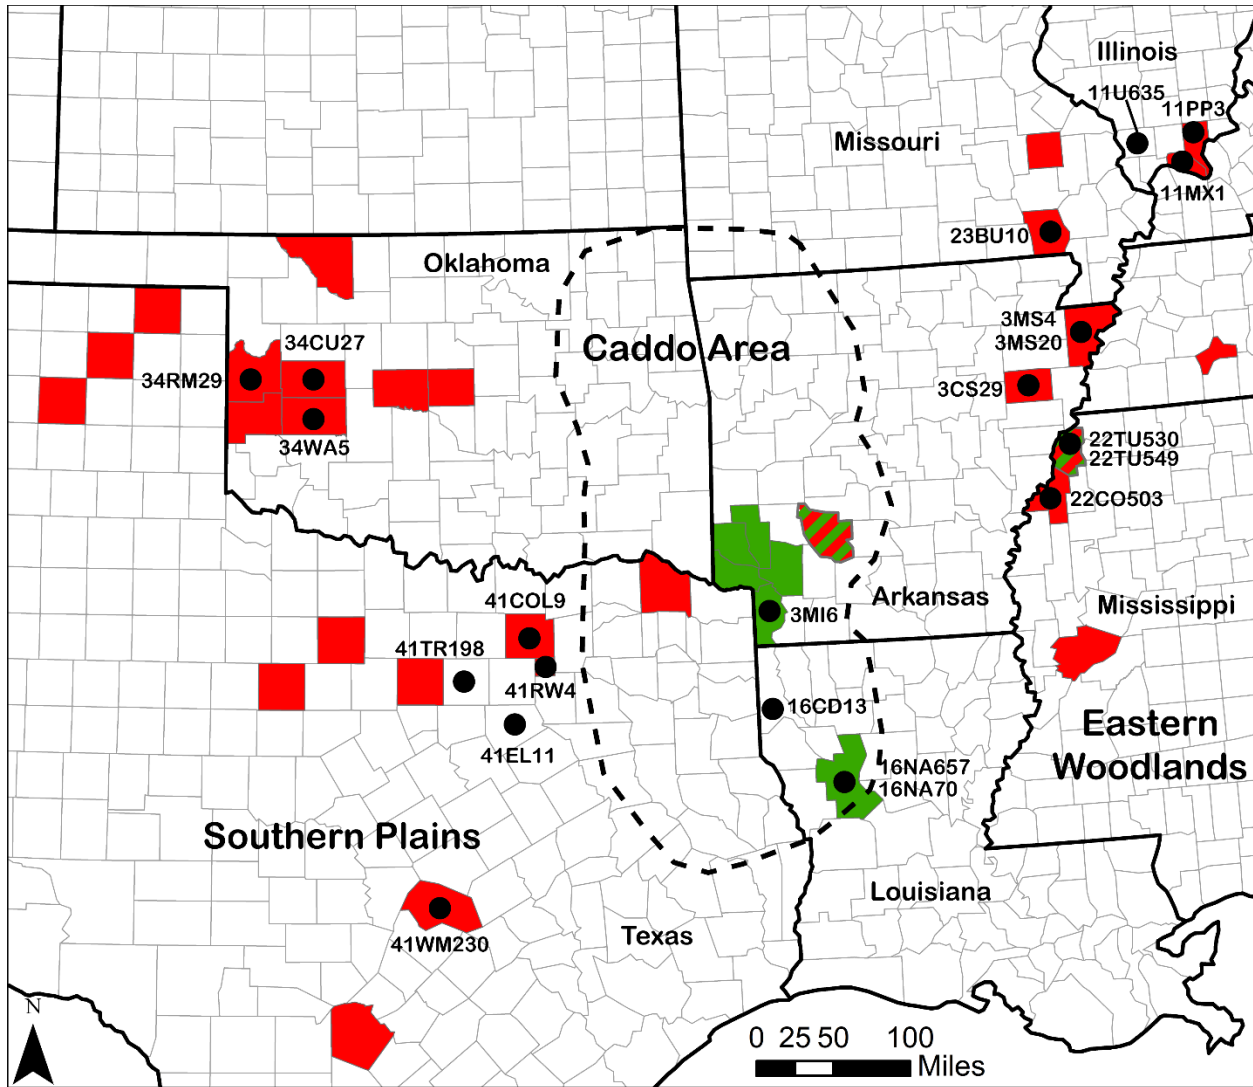 Illinois
11U635
11PP3
Missouri
11MX1
23BU10
Oklahoma
Caddo Area
3MS4
3MS20
34CU27
34RM29
3CS29
34WA5
22TU530
22TU549
22CO503
41COL9
3MI6
Arkansas
Mississippi
41TR198
41RW4
16CD13
41EL11
Eastern
Woodlands
16NA657
16NA70
Southern Plains
Louisiana
41WM230
Texas
N
0 25 50 100
Miles